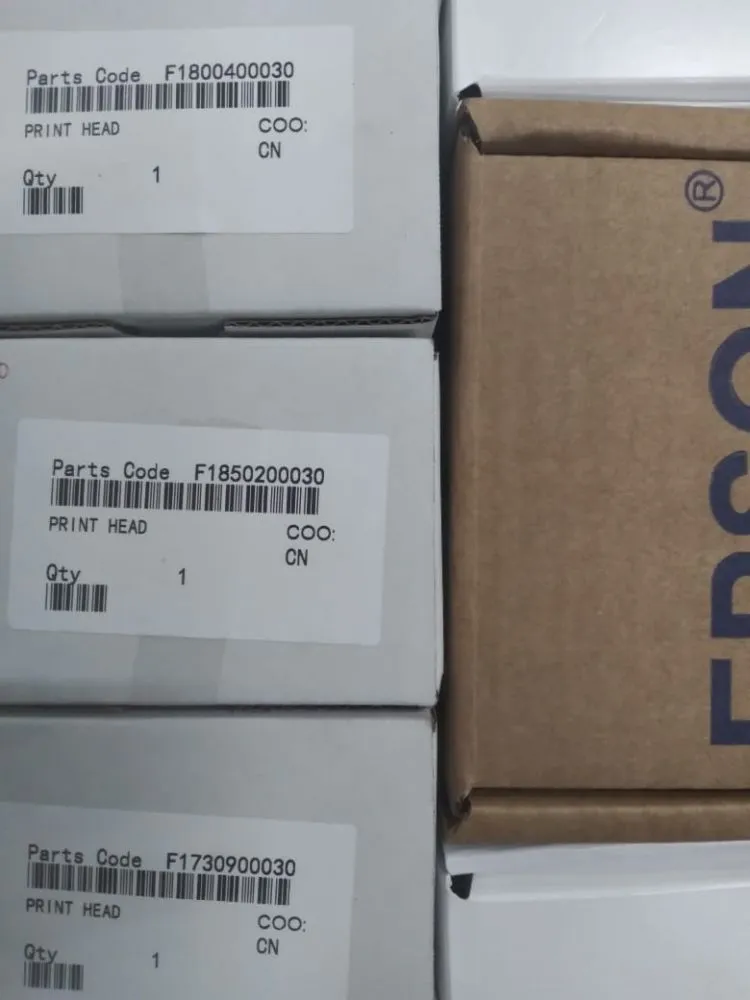 Parts Code F1800400030
PRINT HEAD COO:
CN
Qty 1
Parts Code F1850200030
PRINT HEAD COO:
CN
Qty 1
Parts Code F1730900030
PRINT HEAD COO:
CN
Qty 1
EPSON®